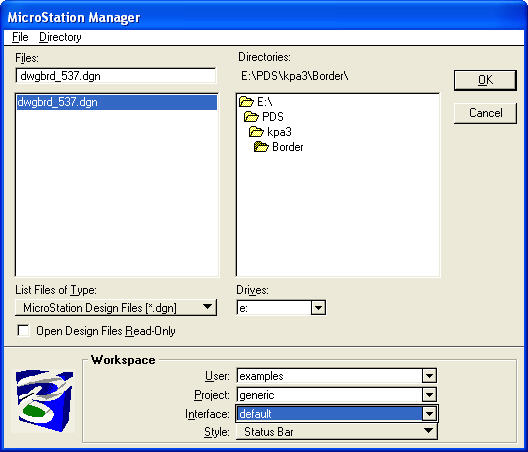 MicroStation Manager
File Directory
Files: Directories:
dwgbrd_537.dgn E:\PDS\kpa3\Border\
OK
dwgbrd_537.dgn E:\
PDS
Cancel
kpa3
Border
List Files of Type: Drives:
MicroStation Design Files [*.dgn] e:
Open Design Files Read-Only
Workspace
User: examples
Project: generic
Interface: default
Style: Status Bar